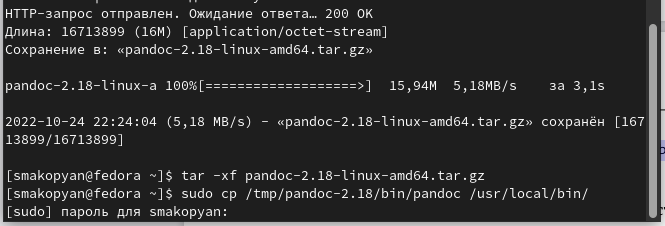 HTTP-запрос отправлен. Ожидание ответа… 200 OK
Длина: 16713899 (16M) [application/octet-stream]
Сохранение в: «pandoc-2.18-linux-amd64.tar.gz»
pandoc-2.18-linux-a 100%[===================>]  15,94M  5,18MB/s    за 3,1s
2022-10-24 22:24:04 (5,18 MB/s) - «pandoc-2.18-linux-amd64.tar.gz» сохранён [167
13899/16713899]
[smakopyan@fedora ~]$ tar -xf pandoc-2.18-linux-amd64.tar.gz
[smakopyan@fedora ~]$ sudo cp /tmp/pandoc-2.18/bin/pandoc /usr/local/bin/
[sudo] пароль для smakopyan: